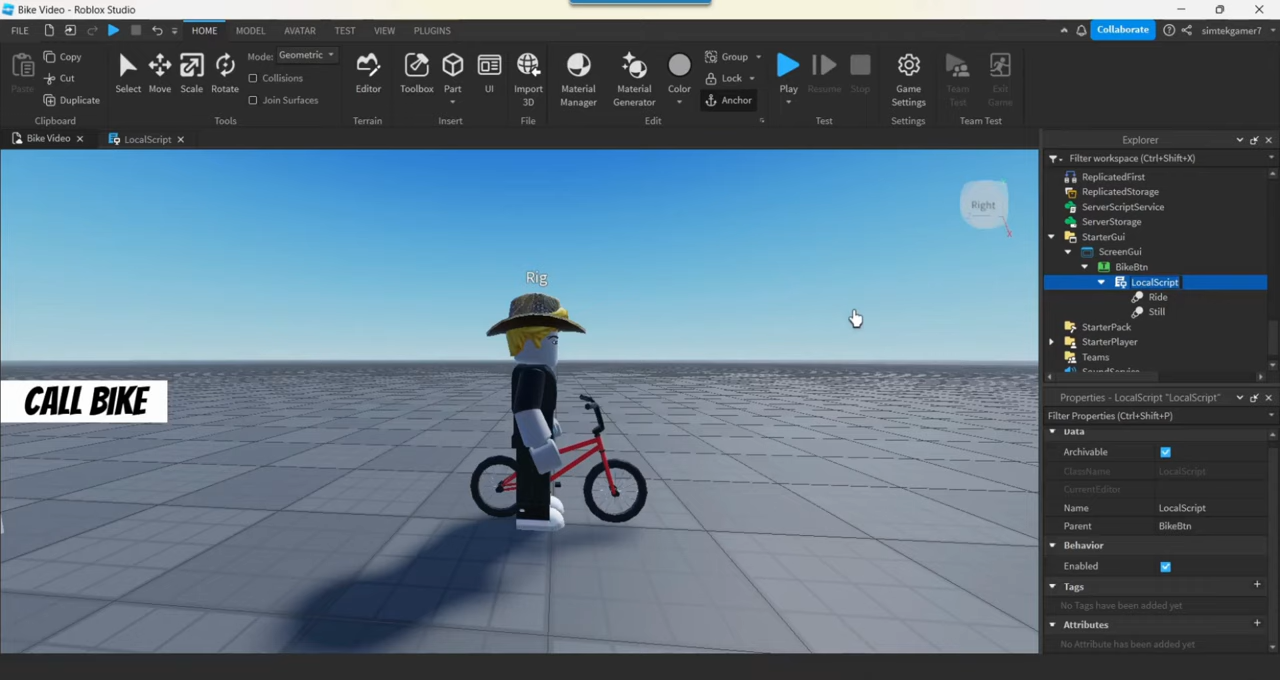 Bike Video - Roblox Studio
FILE HOME MODEL AVATAR TEST VIEW PLUGINS Collaborate simtekgamer7
Paste Copy Cut Duplicate Clipboard
Select Move Scale Rotate Mode: Geometric Collisions Join Surfaces Tools
Editor Terrain
Toolbox Part UI Insert
Import 3D File
Material Manager Material Generator Color Group Lock Anchor Edit
Play Resume Stop Test
Game Settings Settings
Team Test Exit Game Team Test
Bike Video LocalScript
Right
Rig
CALL BIKE
Explorer
Filter workspace (Ctrl+Shift+X)
ReplicatedFirst
ReplicatedStorage
ServerScriptService
ServerStorage
StarterGui
ScreenGui
BikeBtn
LocalScript
Ride
Still
StarterPack
StarterPlayer
Teams
SoundService
Properties - LocalScript "LocalScript"
Filter Properties (Ctrl+Shift+P)
Data
Archivable
ClassName LocalScript
CurrentEditor
Name LocalScript
Parent BikeBtn
Behavior
Enabled
Tags
No Tags have been added yet
Attributes
No Attribute has been added yet